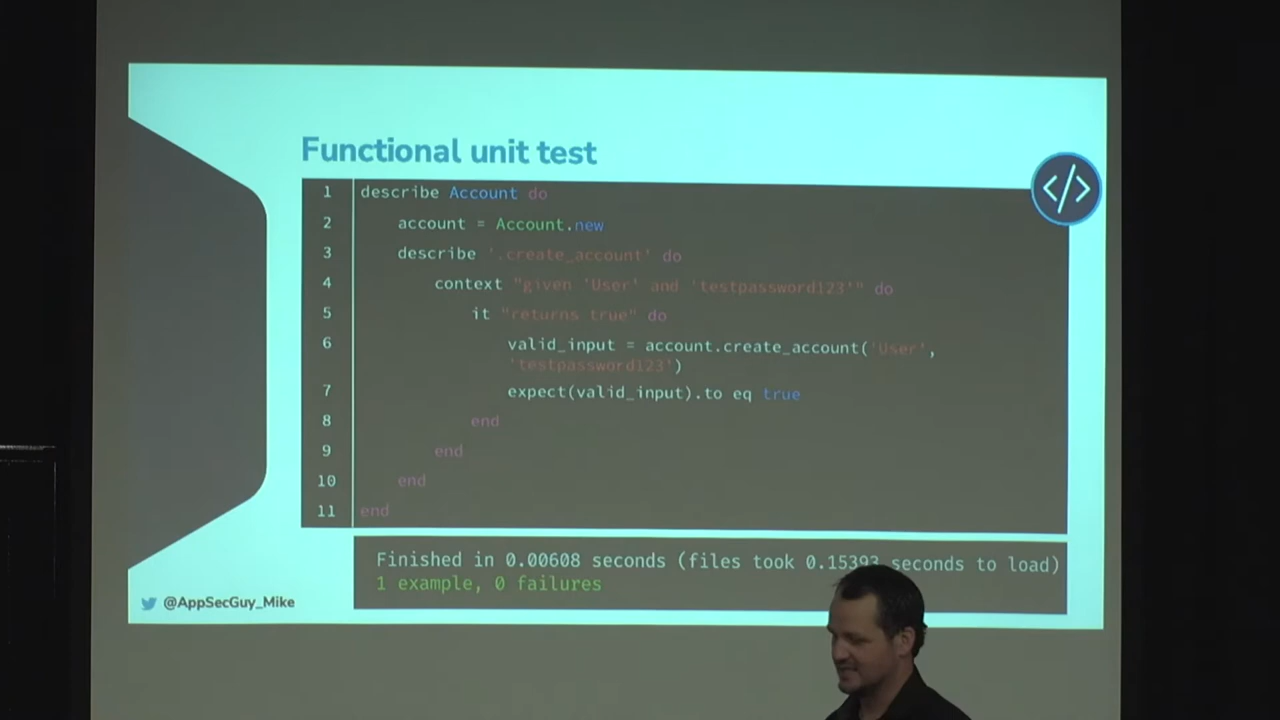 Functional unit test
1 describe Account do
2 account = Account.new
3 describe '.create_account' do
4 context "given 'User' and 'testpassword123'" do
5 it "returns true" do
6 valid_input = account.create_account('User',
'testpassword123')
7 expect(valid_input).to eq true
8 end
9 end
10 end
11 end
</>
Finished in 0.00608 seconds (files took 0.15393 seconds to load)
1 example, 0 failures
@AppSecGuy_Mike